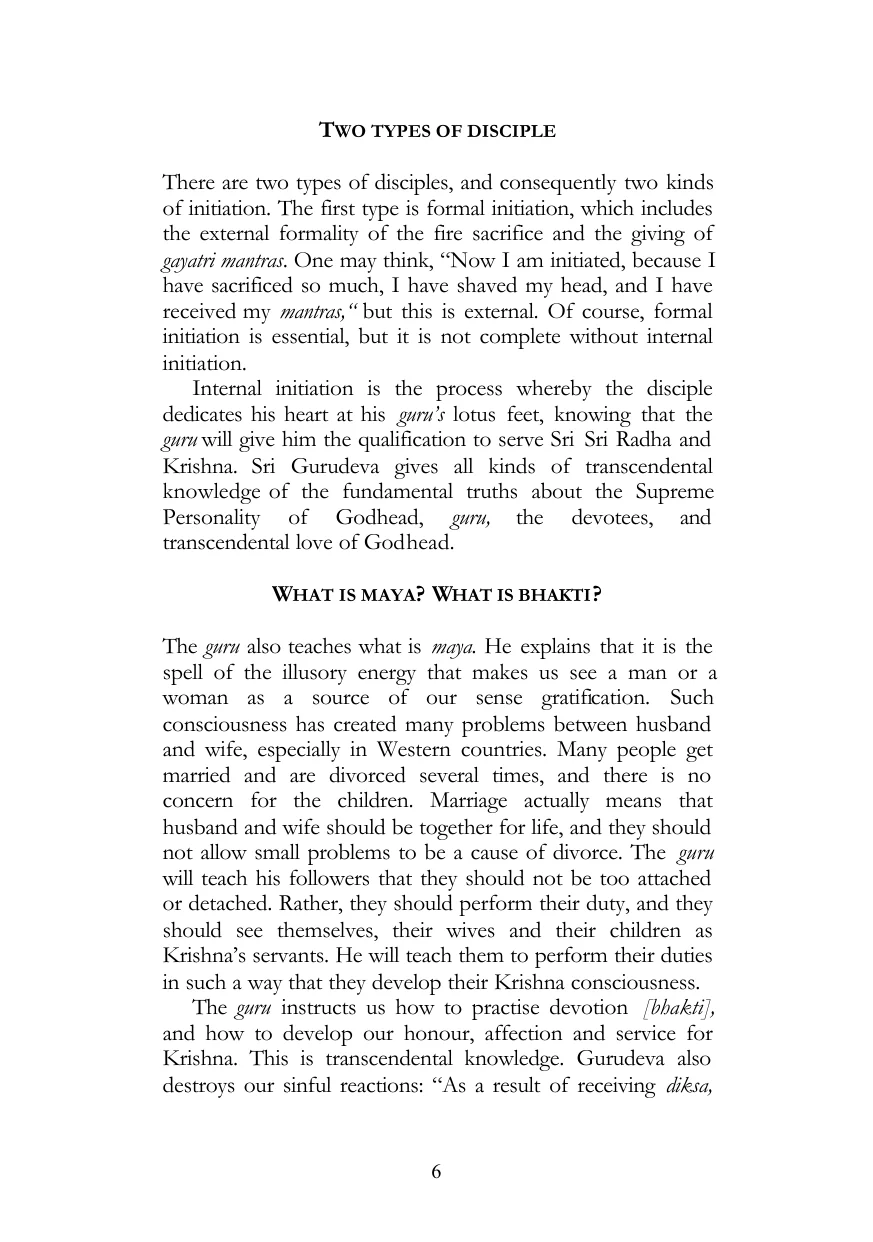 TWO TYPES OF DISCIPLE
There are two types of disciples, and consequently two kinds
of initiation. The first type is formal initiation, which includes
the external formality of the fire sacrifice and the giving of
gayatri mantras. One may think, “Now I am initiated, because I
have sacrificed so much, I have shaved my head, and I have
received my mantras,“ but this is external. Of course, formal
initiation is essential, but it is not complete without internal
initiation.
Internal initiation is the process whereby the disciple
dedicates his heart at his guru’s lotus feet, knowing that the
guru will give him the qualification to serve Sri Sri Radha and
Krishna. Sri Gurudeva gives all kinds of transcendental
knowledge of the fundamental truths about the Supreme
Personality of Godhead, guru, the devotees, and
transcendental love of Godhead.
WHAT IS MAYA? WHAT IS BHAKTI?
The guru also teaches what is maya. He explains that it is the
spell of the illusory energy that makes us see a man or a
woman as a source of our sense gratification. Such
consciousness has created many problems between husband
and wife, especially in Western countries. Many people get
married and are divorced several times, and there is no
concern for the children. Marriage actually means that
husband and wife should be together for life, and they should
not allow small problems to be a cause of divorce. The guru
will teach his followers that they should not be too attached
or detached. Rather, they should perform their duty, and they
should see themselves, their wives and their children as
Krishna’s servants. He will teach them to perform their duties
in such a way that they develop their Krishna consciousness.
The guru instructs us how to practise devotion [bhakti],
and how to develop our honour, affection and service for
Krishna. This is transcendental knowledge. Gurudeva also
destroys our sinful reactions: “As a result of receiving diksa,
6